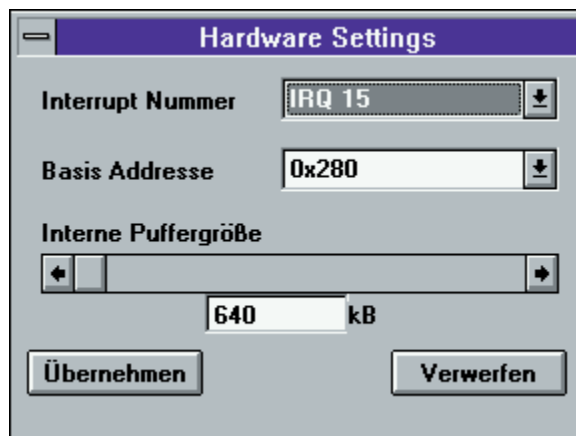 Hardware Settings
Interrupt Nummer IRQ 15
Basis Addresse 0x280
Interne Puffergröße
640 kB
Übernehmen Verwerfen